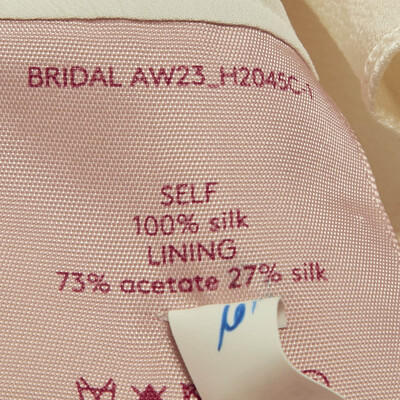 BRIDAL AW23_H2045C-1
SELF
100% silk
LINING
73% acetate 27% silk